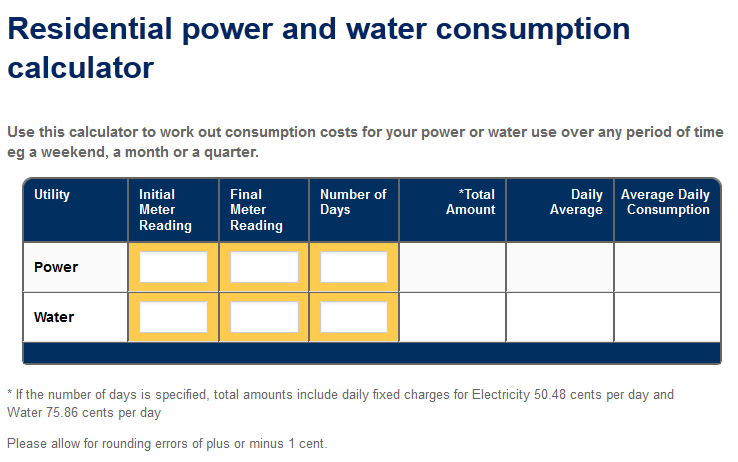 Residential power and water consumption
calculator
Use this calculator to work out consumption costs for your power or water use over any period of time
eg a weekend, a month or a quarter.
Utility Initial Meter Reading Final Meter Reading Number of Days *Total Amount Daily Average Average Daily Consumption
Power
Water
* If the number of days is specified, total amounts include daily fixed charges for Electricity 50.48 cents per day and
Water 75.86 cents per day
Please allow for rounding errors of plus or minus 1 cent.